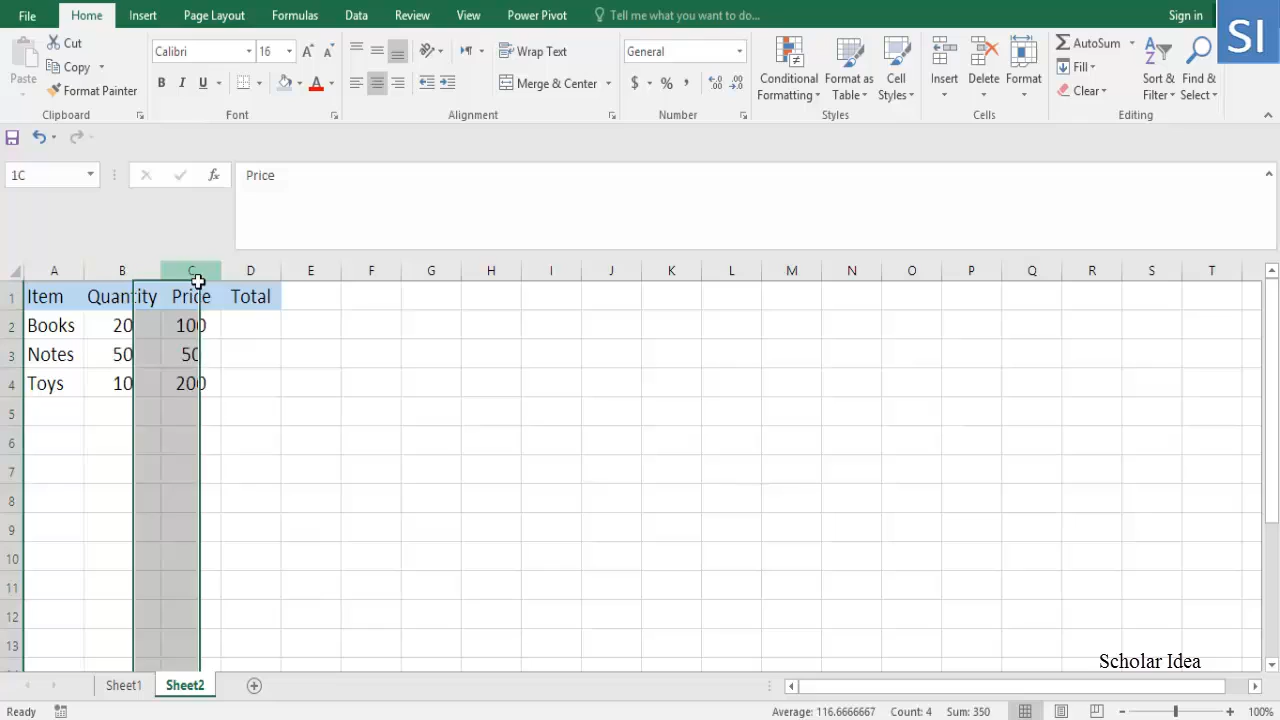 File Home Insert Page Layout Formulas Data Review View Power Pivot Tell me what you want to do... Sign in SI
Paste Cut Copy Format Painter Clipboard
Calibri 16 B I U Font
Wrap Text Merge & Center Alignment
General $ % , Number
Conditional Formatting Format as Table Cell Styles Styles
Insert Delete Format Cells
AutoSum Fill Clear Sort & Filter Find & Select Editing
1C fx Price
A B C D E F G H I J K L M N O P Q R S T
1 Item Quantity Price Total
2 Books 20 100
3 Notes 50 50
4 Toys 10 200
5
6
7
8
9
10
11
12
13
Scholar Idea
Sheet1 Sheet2
Ready Average: 116.6666667 Count: 4 Sum: 350 100%